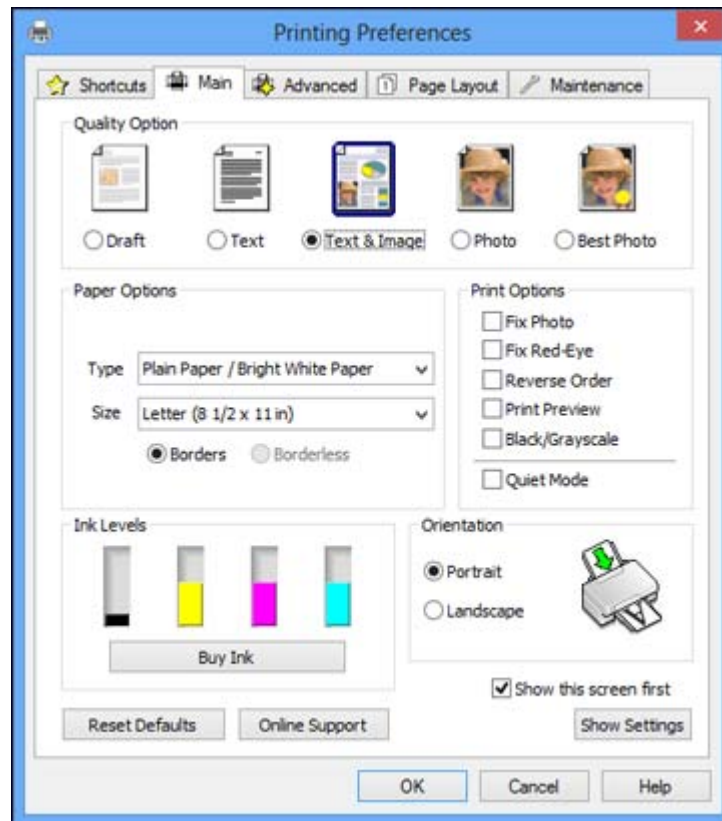 Printing Preferences
Shortcuts Main Advanced 1 Page Layout Maintenance
Quality Option
Draft Text Text & Image Photo Best Photo
Paper Options
Type Plain Paper / Bright White Paper
Size Letter (8 1/2 x 11 in)
Borders Borderless
Print Options
Fix Photo
Fix Red-Eye
Reverse Order
Print Preview
Black/Grayscale
Quiet Mode
Ink Levels
Buy Ink
Orientation
Portrait
Landscape
Show this screen first
Reset Defaults Online Support Show Settings
OK Cancel Help